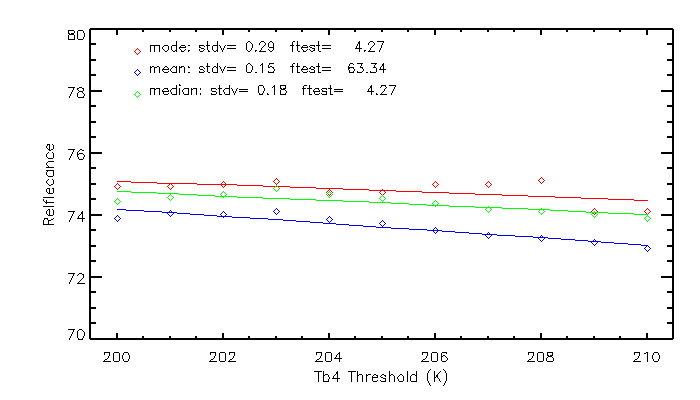 80
mode: stdv= 0.29 ftest= 4.27
mean: stdv= 0.15 ftest= 63.34
median: stdv= 0.18 ftest= 4.27
78
76
74
72
70
Relflecance
200 202 204 206 208 210
Tb4 Threshold (K)